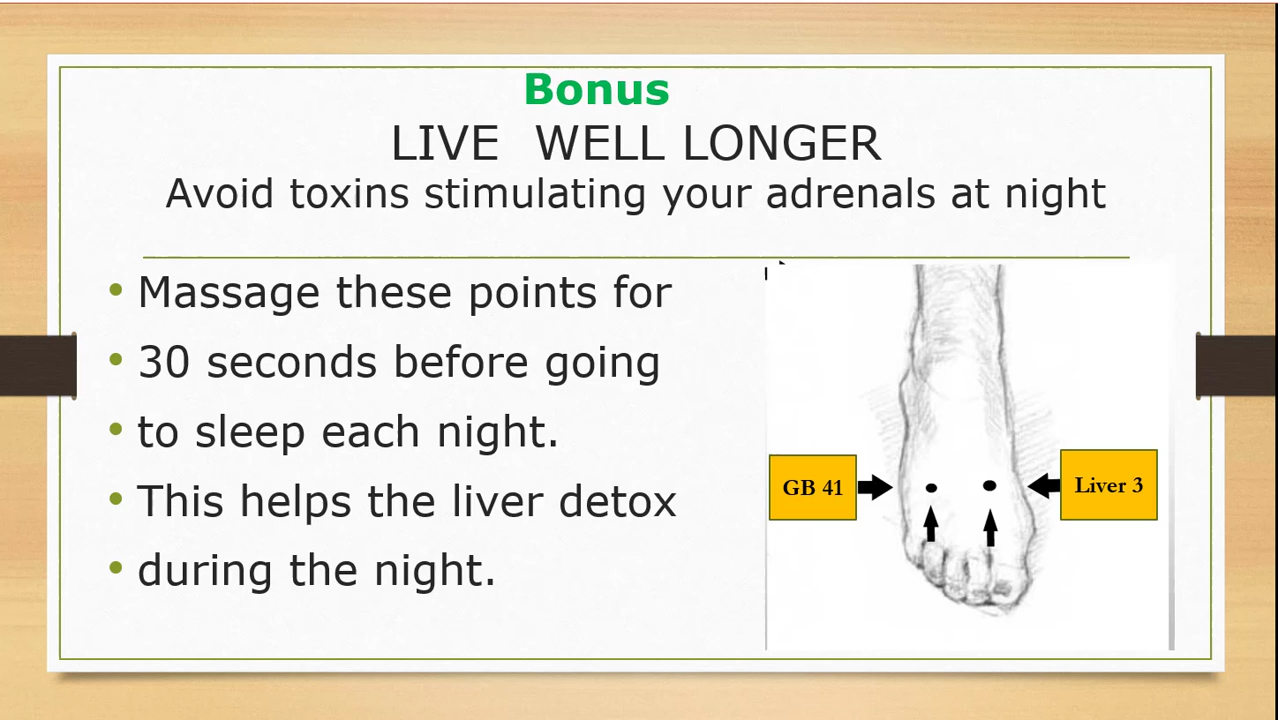 Bonus
LIVE WELL LONGER
Avoid toxins stimulating your adrenals at night
• Massage these points for
• 30 seconds before going
• to sleep each night.
• This helps the liver detox
• during the night.
GB 41
Liver 3